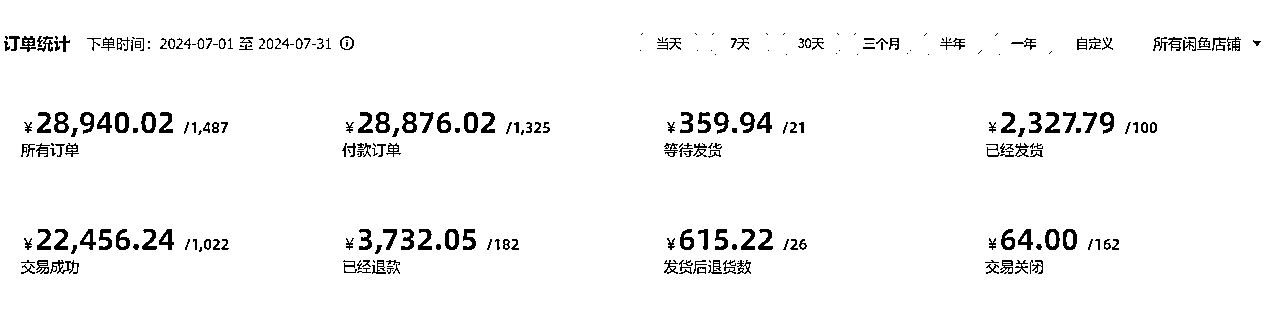 订单统计 下单时间：2024-07-01 至 2024-07-31 当天 7天 30天 三个月 半年 一年 自定义 所有闲鱼店铺
¥28,940.02 /1,487 ¥28,876.02 /1,325 ¥359.94 /21 ¥2,327.79 /100
所有订单 付款订单 等待发货 已经发货
¥22,456.24 /1,022 ¥3,732.05 /182 ¥615.22 /26 ¥64.00 /162
交易成功 已经退款 发货后退货数 交易关闭